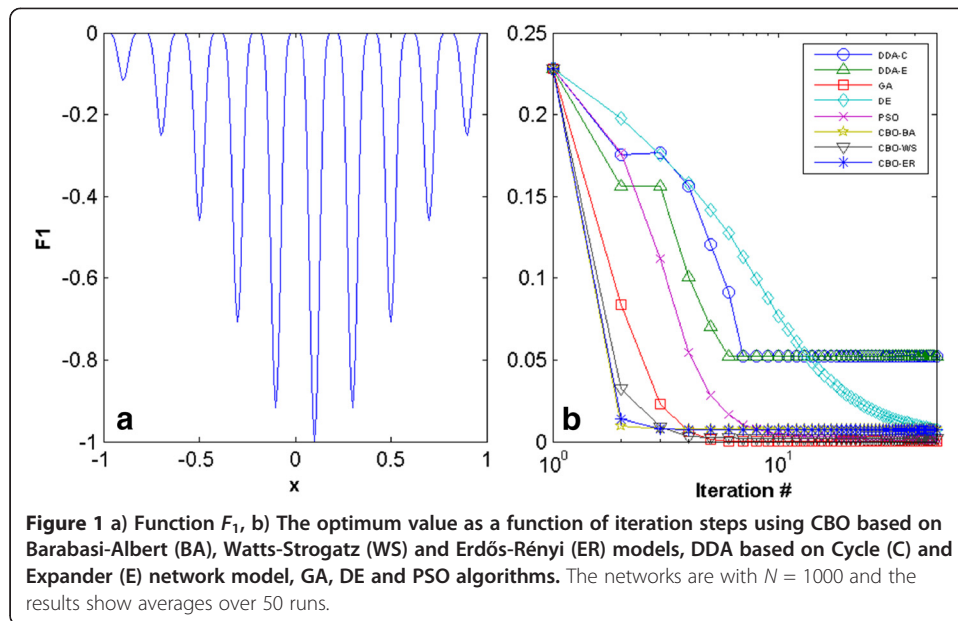 0
-0.2
-0.4
-0.6
-0.8
-1
F1
-1
-0.5
0
0.5
1
x
a
0.25
0.2
0.15
0.1
0.05
0
10^0
10^1
Iteration #
b
DDA-C
DDA-E
GA
DE
PSO
CBO-BA
CBO-WS
CBO-ER
Figure 1 a) Function F₁, b) The optimum value as a function of iteration steps using CBO based on
Barabasi-Albert (BA), Watts-Strogatz (WS) and Erdős-Rényi (ER) models, DDA based on Cycle (C) and
Expander (E) network model, GA, DE and PSO algorithms. The networks are with N = 1000 and the
results show averages over 50 runs.